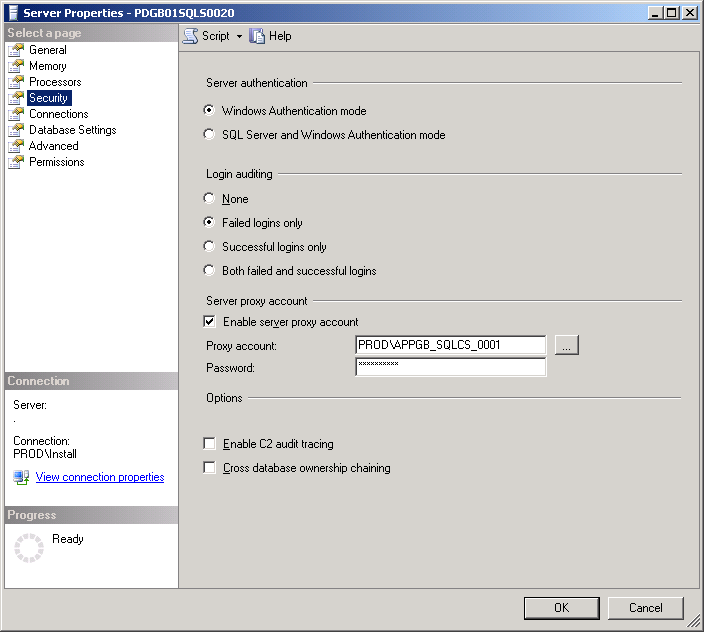 Server Properties - PDGB01SQLS0020
Select a page
General
Memory
Processors
Security
Connections
Database Settings
Advanced
Permissions
Connection
Server:
.
Connection:
PROD\Install
View connection properties
Progress
Ready
Script
Help
Server authentication
Windows Authentication mode
SQL Server and Windows Authentication mode
Login auditing
None
Failed logins only
Successful logins only
Both failed and successful logins
Server proxy account
Enable server proxy account
Proxy account: PROD\APPGB_SQLCS_0001 ...
Password: **********
Options
Enable C2 audit tracing
Cross database ownership chaining
OK Cancel